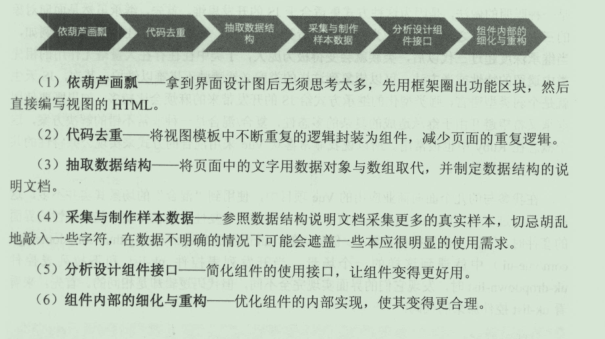 依葫芦画瓢
代码去重
抽取数据结
构
采集与制作
样本数据
分析设计组
件接口
组件内部的
细化与重构
（1）依葫芦画瓢——拿到界面设计图后无须思考太多，先用框架圈出功能区块，然后
直接编写视图的 HTML。
（2）代码去重——将视图模板中不断重复的逻辑封装为组件，减少页面的重复逻辑。
（3）抽取数据结构——将页面中的文字用数据对象与数组取代，并制定数据结构的说
明文档。
（4）采集与制作样本数据——参照数据结构说明文档采集更多的真实样本，切忌胡乱
地敲入一些字符，在数据不明确的情况下可能会遮盖一些本应很明显的使用需求。
（5）分析设计组件接口——简化组件的使用接口，让组件变得更好用。
（6）组件内部的细化与重构——优化组件的内部实现，使其变得更合理。